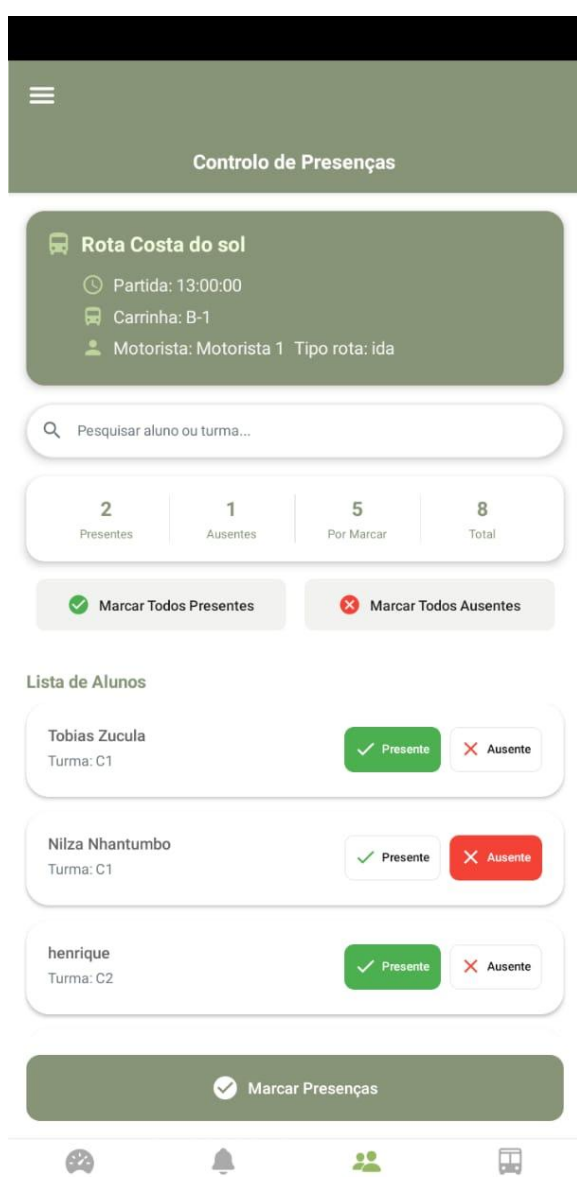 Controlo de Presenças
Rota Costa do sol
Partida: 13:00:00
Carrinha: B-1
Motorista: Motorista 1 Tipo rota: ida
Pesquisar aluno ou turma...
2 1 5 8
Presentes Ausentes Por Marcar Total
Marcar Todos Presentes Marcar Todos Ausentes
Lista de Alunos
Tobias Zucula
Turma: C1
Presente Ausente
Nilza Nhantumbo
Turma: C1
Presente Ausente
henrique
Turma: C2
Presente Ausente
Marcar Presenças